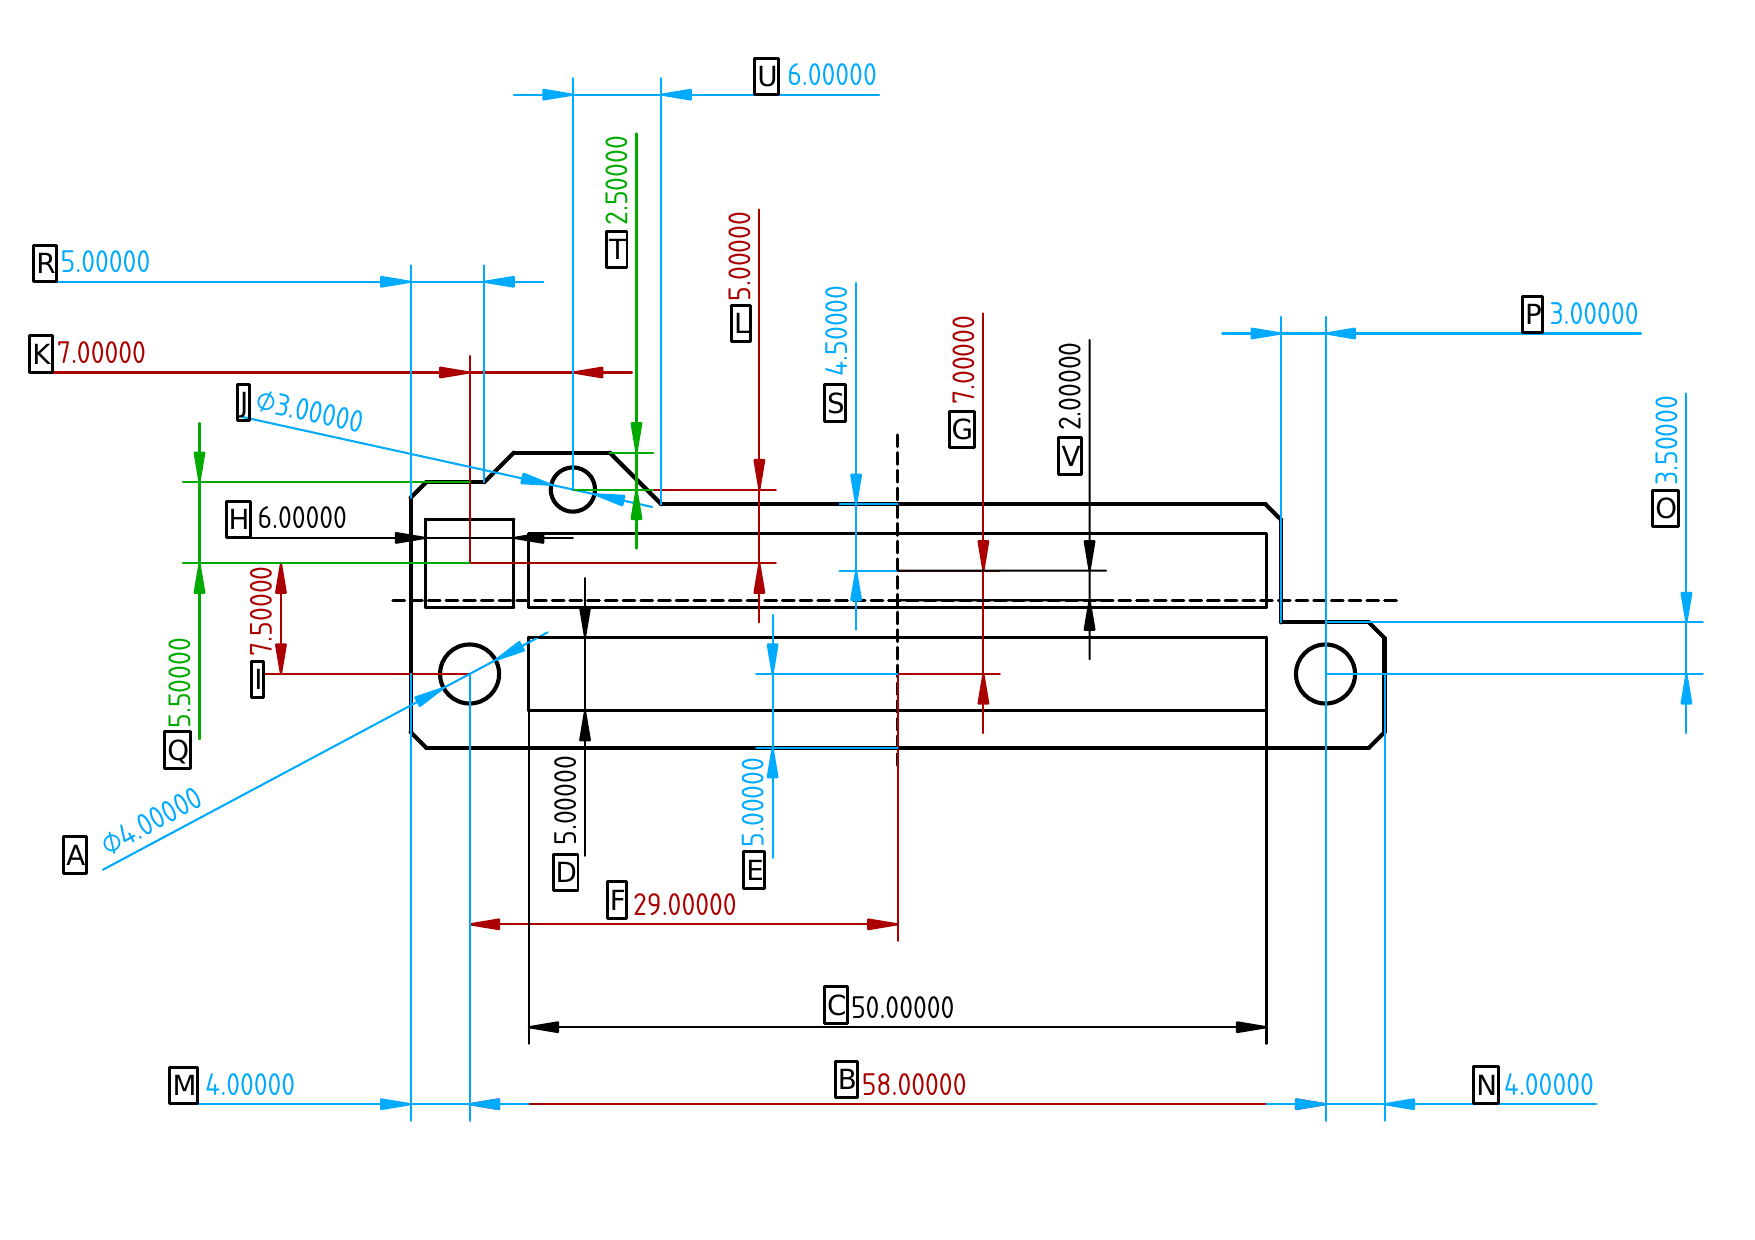 U 6.00000
T 2.50000
L 5.00000
R 5.00000
S 4.50000
G 7.00000
V 2.00000
P 3.00000
K 7.00000
J ∅3.00000
O 3.50000
H 6.00000
I 7.50000
Q 5.50000
A ∅4.00000
D 5.00000
E 5.00000
F 29.00000
C 50.00000
M 4.00000
B 58.00000
N 4.00000